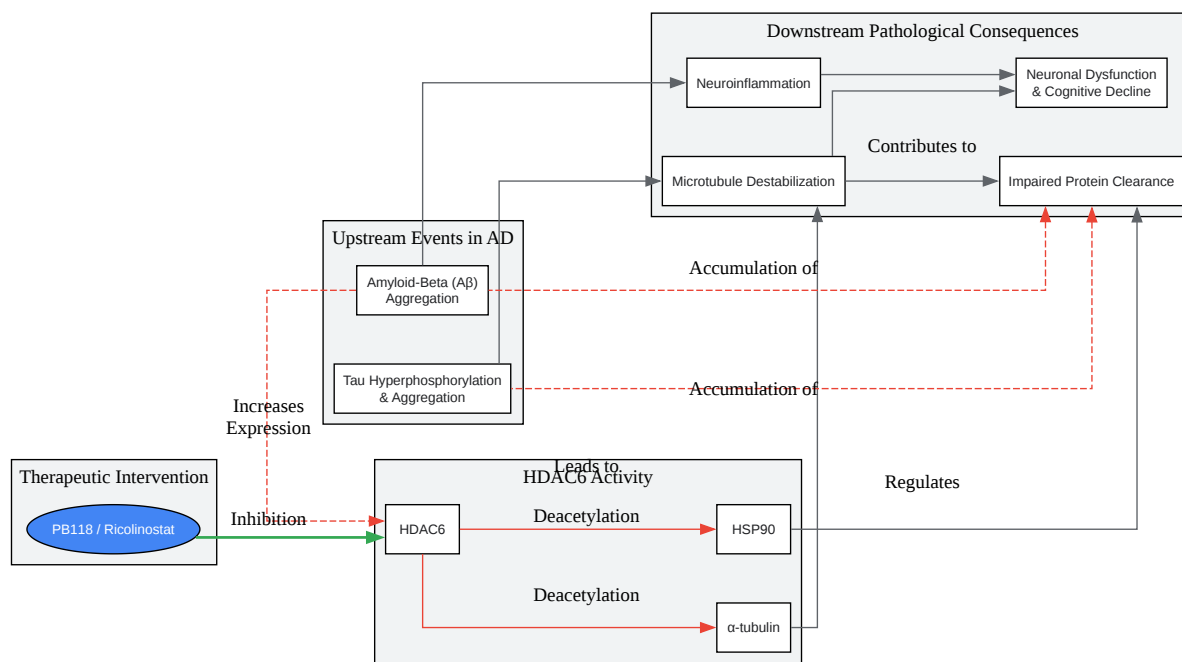 Downstream Pathological Consequences
Neuroinflammation
Neuronal Dysfunction
& Cognitive Decline
Contributes to
Microtubule Destabilization
Impaired Protein Clearance
Upstream Events in AD
Amyloid-Beta (Aβ)
Aggregation
Accumulation of
Tau Hyperphosphorylation
& Aggregation
Accumulation of
Increases
Expression
Therapeutic Intervention
PB118 / Ricolinostat
Inhibition
Leads to
HDAC6 Activity
HDAC6
Deacetylation
HSP90
Regulates
Deacetylation
α-tubulin